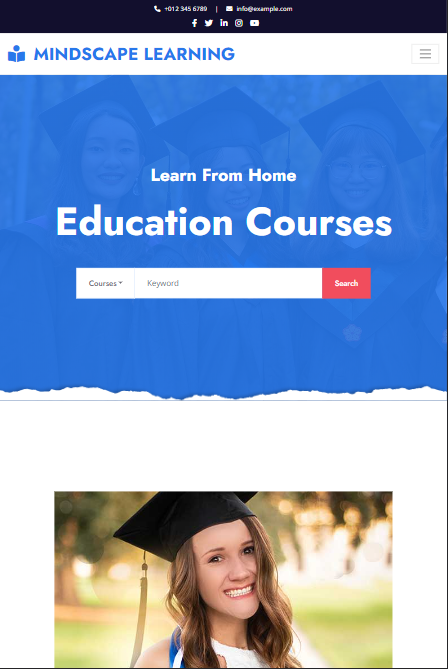 +012 345 6789 | info@example.com
MINDSCAPE LEARNING
Learn From Home
Education Courses
Courses Keyword Search